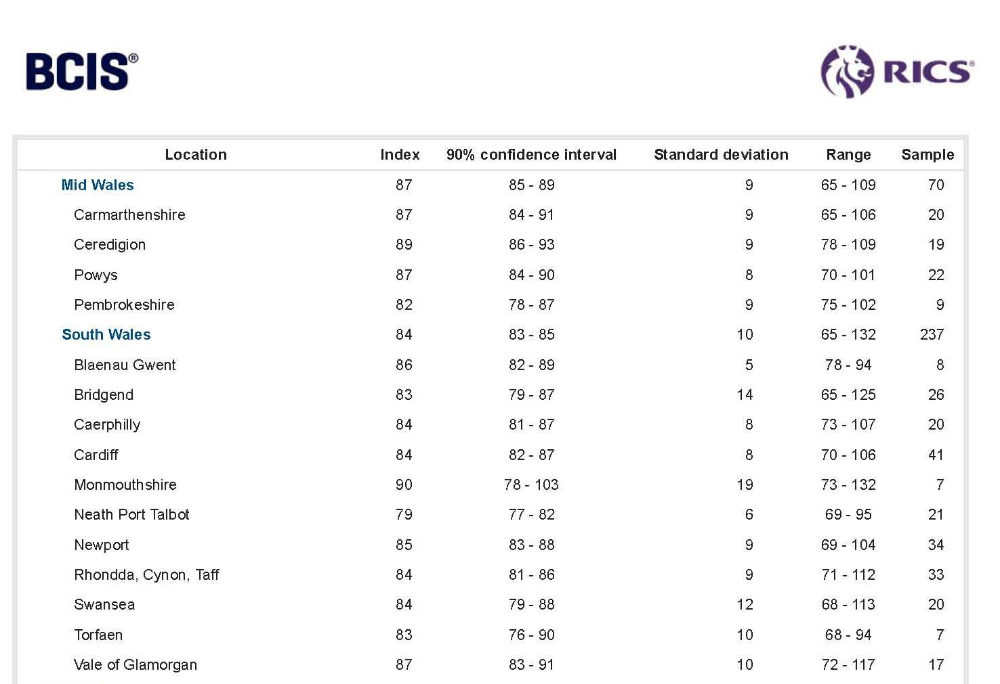 BCIS®
RICS®
Location Index 90% confidence interval Standard deviation Range Sample
Mid Wales 87 85 - 89 9 65 - 109 70
Carmarthenshire 87 84 - 91 9 65 - 106 20
Ceredigion 89 86 - 93 9 78 - 109 19
Powys 87 84 - 90 8 70 - 101 22
Pembrokeshire 82 78 - 87 9 75 - 102 9
South Wales 84 83 - 85 10 65 - 132 237
Blaenau Gwent 86 82 - 89 5 78 - 94 8
Bridgend 83 79 - 87 14 65 - 125 26
Caerphilly 84 81 - 87 8 73 - 107 20
Cardiff 84 82 - 87 8 70 - 106 41
Monmouthshire 90 78 - 103 19 73 - 132 7
Neath Port Talbot 79 77 - 82 6 69 - 95 21
Newport 85 83 - 88 9 69 - 104 34
Rhondda, Cynon, Taff 84 81 - 86 9 71 - 112 33
Swansea 84 79 - 88 12 68 - 113 20
Torfaen 83 76 - 90 10 68 - 94 7
Vale of Glamorgan 87 83 - 91 10 72 - 117 17